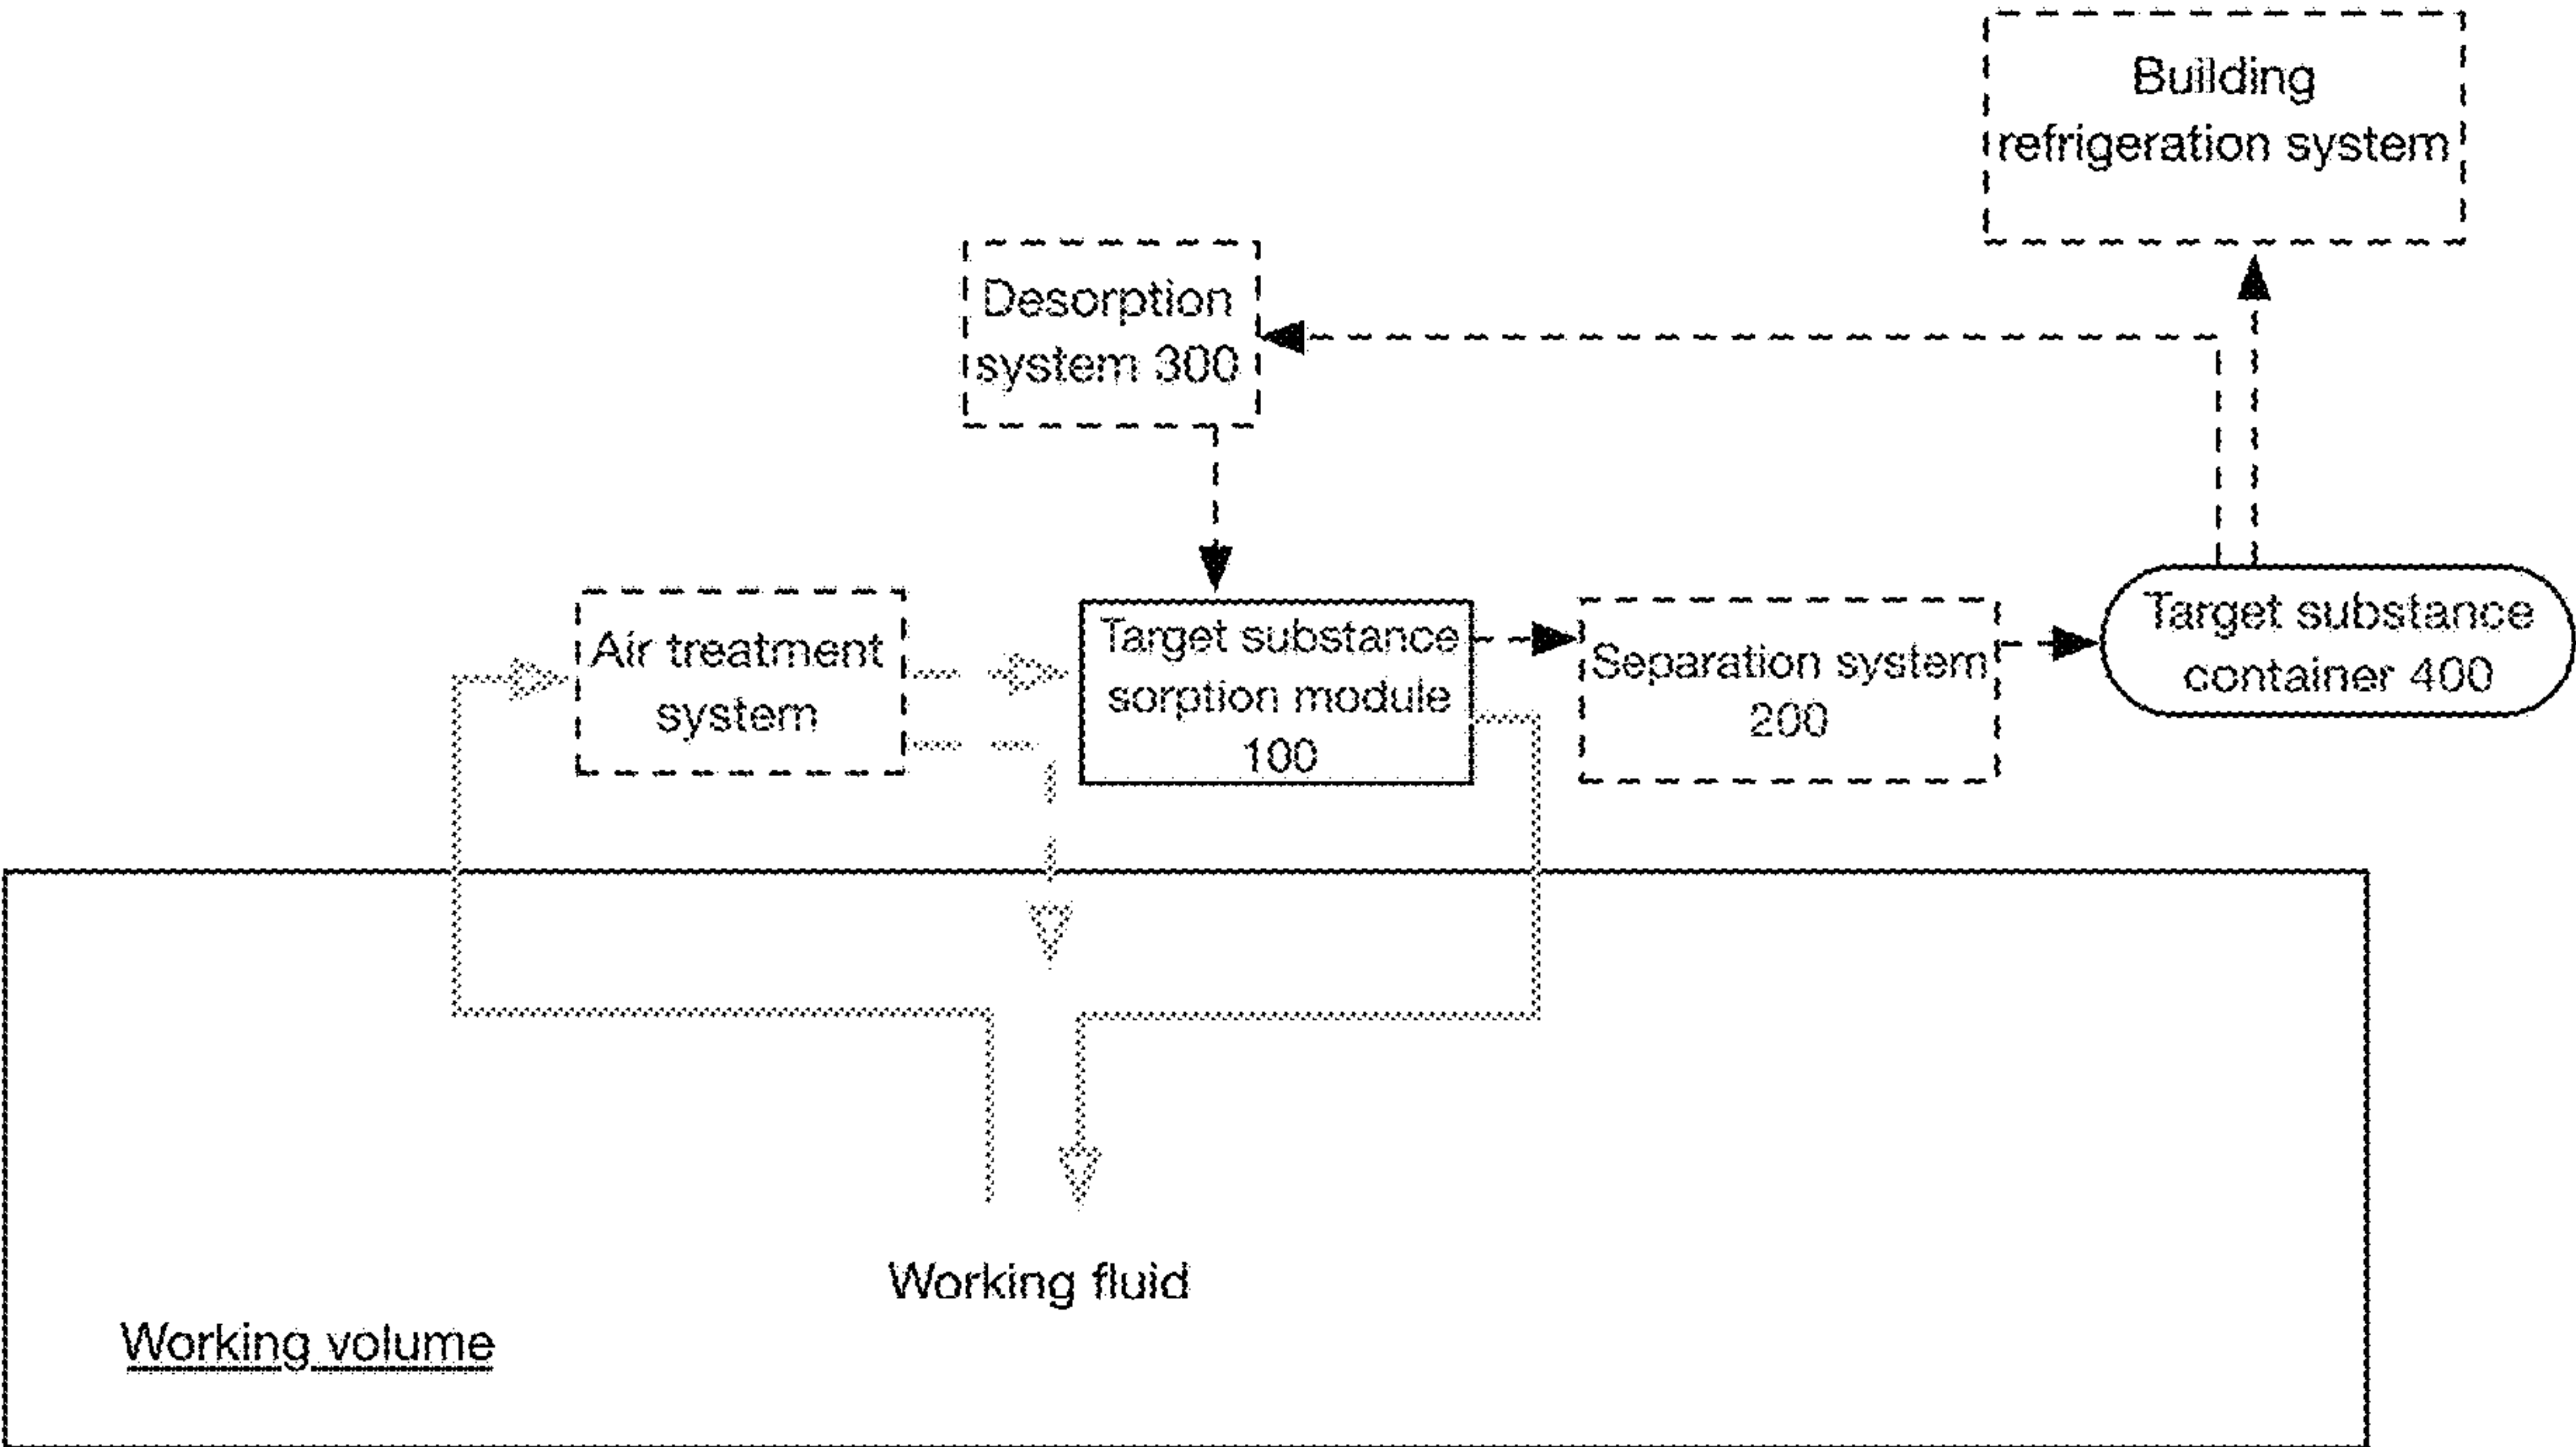 Building
refrigeration system
Desorption
system 300
Air treatment
system
Target substance
sorption module
100
Separation system
200
Target substance
container 400
Working fluid
Working volume